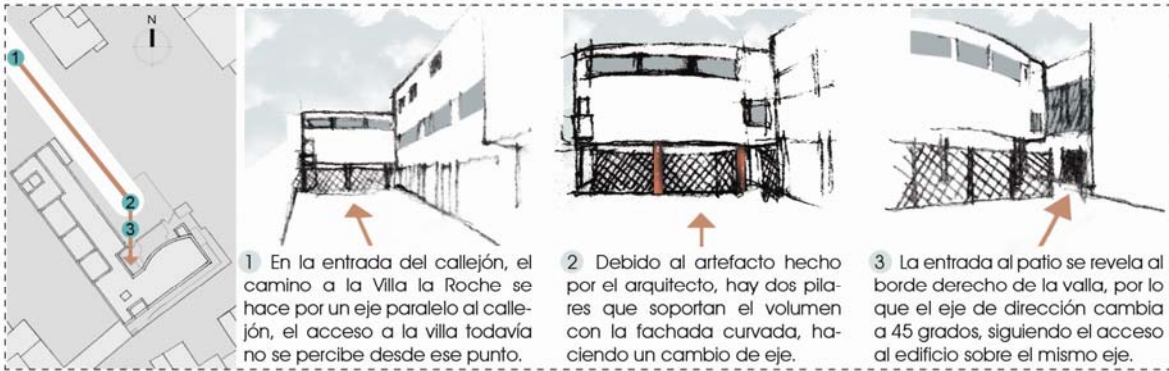 N
1
2
3
1 En la entrada del callejón, el
camino a la Villa la Roche se
hace por un eje paralelo al calle-
jón, el acceso a la villa todavía
no se percibe desde ese punto.
2 Debido al artefacto hecho
por el arquitecto, hay dos pila-
res que soportan el volumen
con la fachada curvada, ha-
ciendo un cambio de eje.
3 La entrada al patio se revela al
borde derecho de la valla, por lo
que el eje de dirección cambia
a 45 grados, siguiendo el acceso
al edificio sobre el mismo eje.